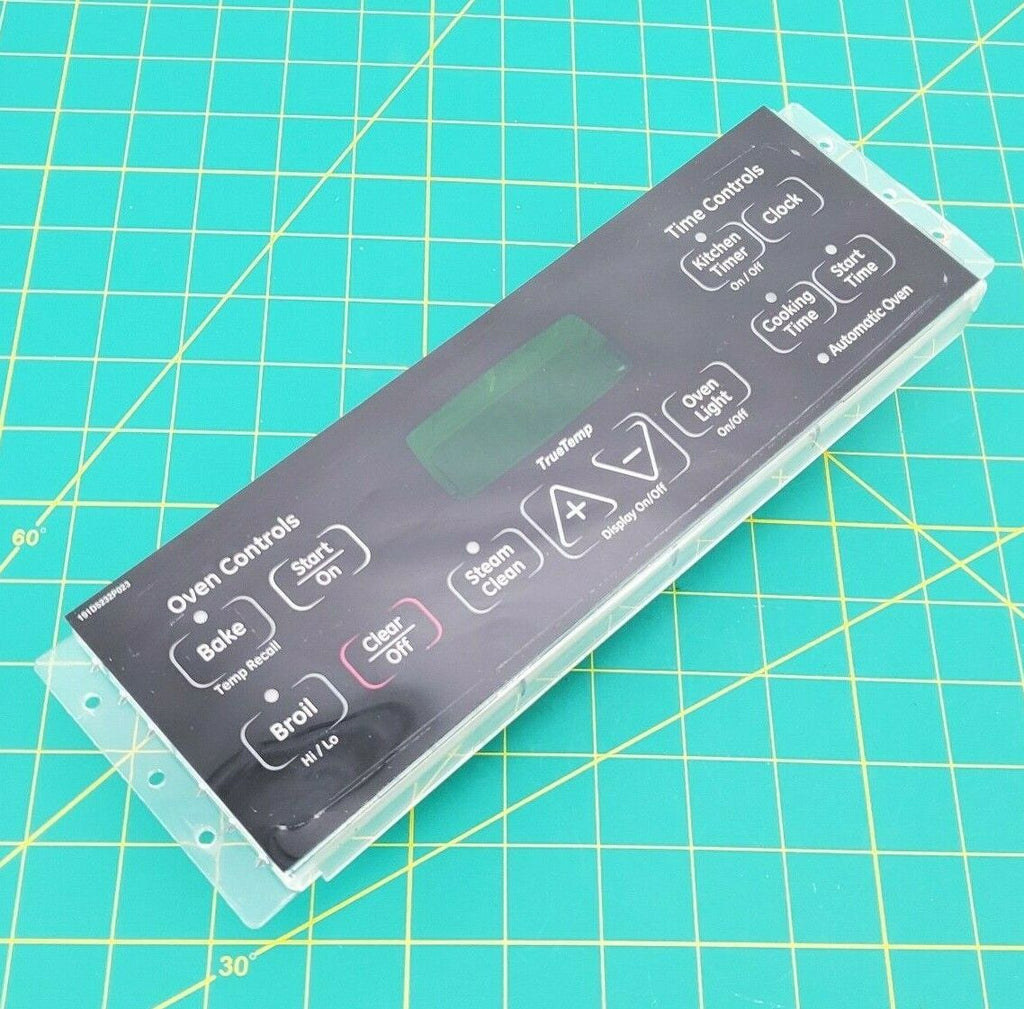 191D5232P023
Oven Controls
Bake
Temp Recall
Start
On
Broil
Hi / Lo
Clear
Off
Steam
Clean
TrueTemp
+
−
Display On/Off
Oven
Light
On/Off
Time Controls
Kitchen
Timer
On / Off
Clock
Cooking
Time
Start
Time
Automatic Oven
60°
30°